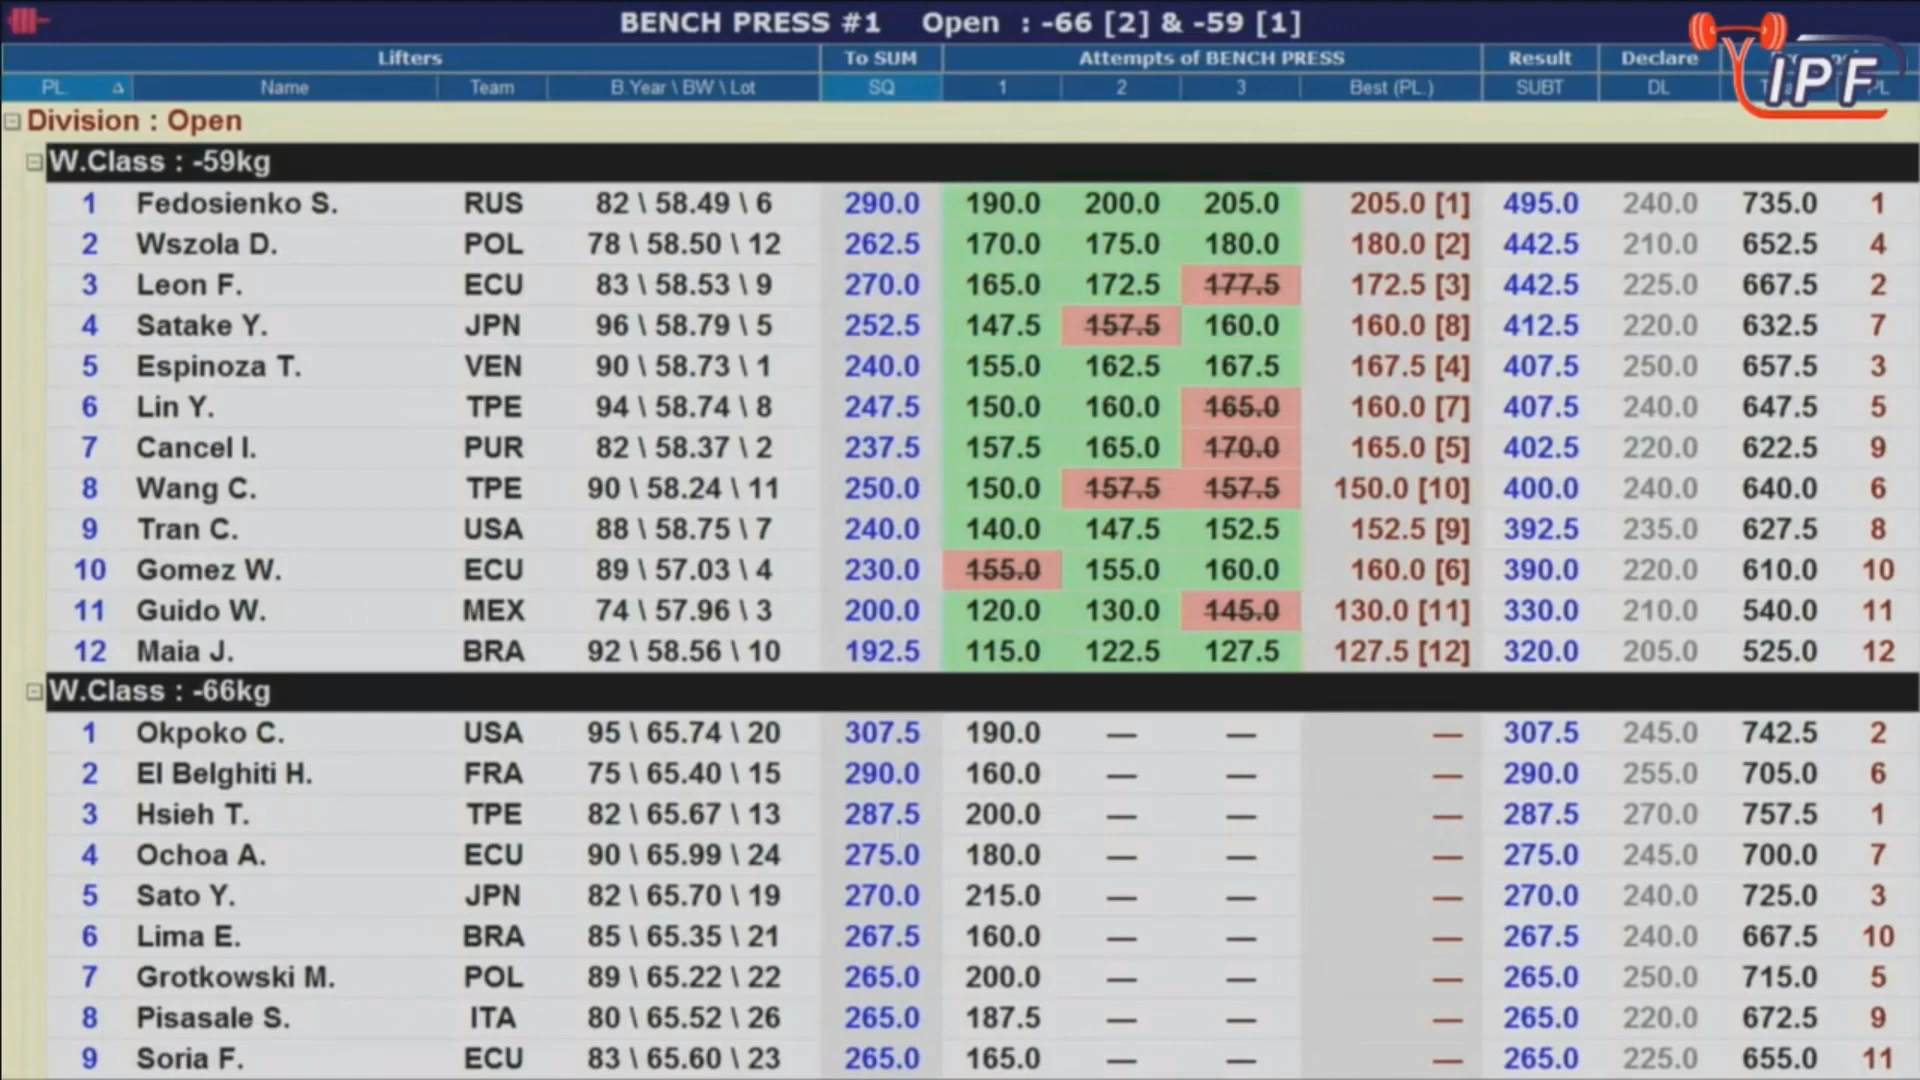 BENCH PRESS #1 Open : -66 [2] & -59 [1]
Lifters To SUM Attempts of BENCH PRESS Result Declare
PL. Name Team B.Year \ BW \ Lot SQ 1 2 3 Best (PL.) SUBT DL PL
IPF
Division : Open
W.Class : -59kg
1 Fedosienko S. RUS 82 \ 58.49 \ 6 290.0 190.0 200.0 205.0 205.0 [1] 495.0 240.0 735.0 1
2 Wszola D. POL 78 \ 58.50 \ 12 262.5 170.0 175.0 180.0 180.0 [2] 442.5 210.0 652.5 4
3 Leon F. ECU 83 \ 58.53 \ 9 270.0 165.0 172.5 177.5 172.5 [3] 442.5 225.0 667.5 2
4 Satake Y. JPN 96 \ 58.79 \ 5 252.5 147.5 157.5 160.0 160.0 [8] 412.5 220.0 632.5 7
5 Espinoza T. VEN 90 \ 58.73 \ 1 240.0 155.0 162.5 167.5 167.5 [4] 407.5 250.0 657.5 3
6 Lin Y. TPE 94 \ 58.74 \ 8 247.5 150.0 160.0 165.0 160.0 [7] 407.5 240.0 647.5 5
7 Cancel I. PUR 82 \ 58.37 \ 2 237.5 157.5 165.0 170.0 165.0 [5] 402.5 220.0 622.5 9
8 Wang C. TPE 90 \ 58.24 \ 11 250.0 150.0 157.5 157.5 150.0 [10] 400.0 240.0 640.0 6
9 Tran C. USA 88 \ 58.75 \ 7 240.0 140.0 147.5 152.5 152.5 [9] 392.5 235.0 627.5 8
10 Gomez W. ECU 89 \ 57.03 \ 4 230.0 155.0 155.0 160.0 160.0 [6] 390.0 220.0 610.0 10
11 Guido W. MEX 74 \ 57.96 \ 3 200.0 120.0 130.0 145.0 130.0 [11] 330.0 210.0 540.0 11
12 Maia J. BRA 92 \ 58.56 \ 10 192.5 115.0 122.5 127.5 127.5 [12] 320.0 205.0 525.0 12
W.Class : -66kg
1 Okpoko C. USA 95 \ 65.74 \ 20 307.5 190.0 — — — 307.5 245.0 742.5 2
2 El Belghiti H. FRA 75 \ 65.40 \ 15 290.0 160.0 — — — 290.0 255.0 705.0 6
3 Hsieh T. TPE 82 \ 65.67 \ 13 287.5 200.0 — — — 287.5 270.0 757.5 1
4 Ochoa A. ECU 90 \ 65.99 \ 24 275.0 180.0 — — — 275.0 245.0 700.0 7
5 Sato Y. JPN 82 \ 65.70 \ 19 270.0 215.0 — — — 270.0 240.0 725.0 3
6 Lima E. BRA 85 \ 65.35 \ 21 267.5 160.0 — — — 267.5 240.0 667.5 10
7 Grotkowski M. POL 89 \ 65.22 \ 22 265.0 200.0 — — — 265.0 250.0 715.0 5
8 Pisasale S. ITA 80 \ 65.52 \ 26 265.0 187.5 — — — 265.0 220.0 672.5 9
9 Soria F. ECU 83 \ 65.60 \ 23 265.0 165.0 — — — 265.0 225.0 655.0 11